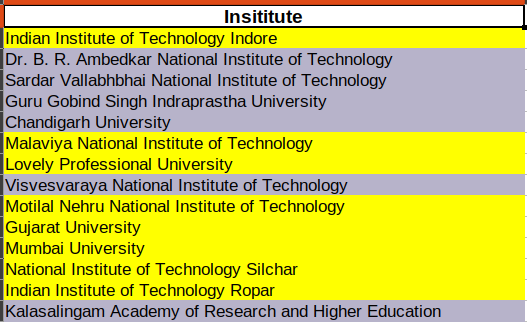 Insititute
Indian Institute of Technology Indore
Dr. B. R. Ambedkar National Institute of Technology
Sardar Vallabhbhai National Institute of Technology
Guru Gobind Singh Indraprastha University
Chandigarh University
Malaviya National Institute of Technology
Lovely Professional University
Visvesvaraya National Institute of Technology
Motilal Nehru National Institute of Technology
Gujarat University
Mumbai University
National Institute of Technology Silchar
Indian Institute of Technology Ropar
Kalasalingam Academy of Research and Higher Education